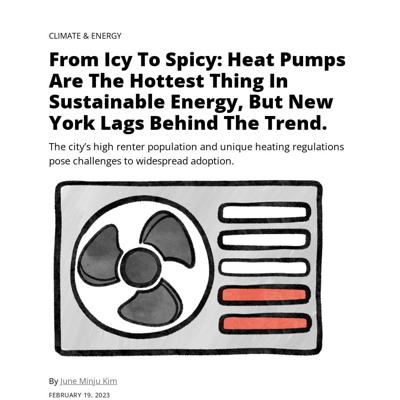 CLIMATE & ENERGY
From Icy To Spicy: Heat Pumps
Are The Hottest Thing In
Sustainable Energy, But New
York Lags Behind The Trend.
The city’s high renter population and unique heating regulations
pose challenges to widespread adoption.
By June Minju Kim
FEBRUARY 19, 2023